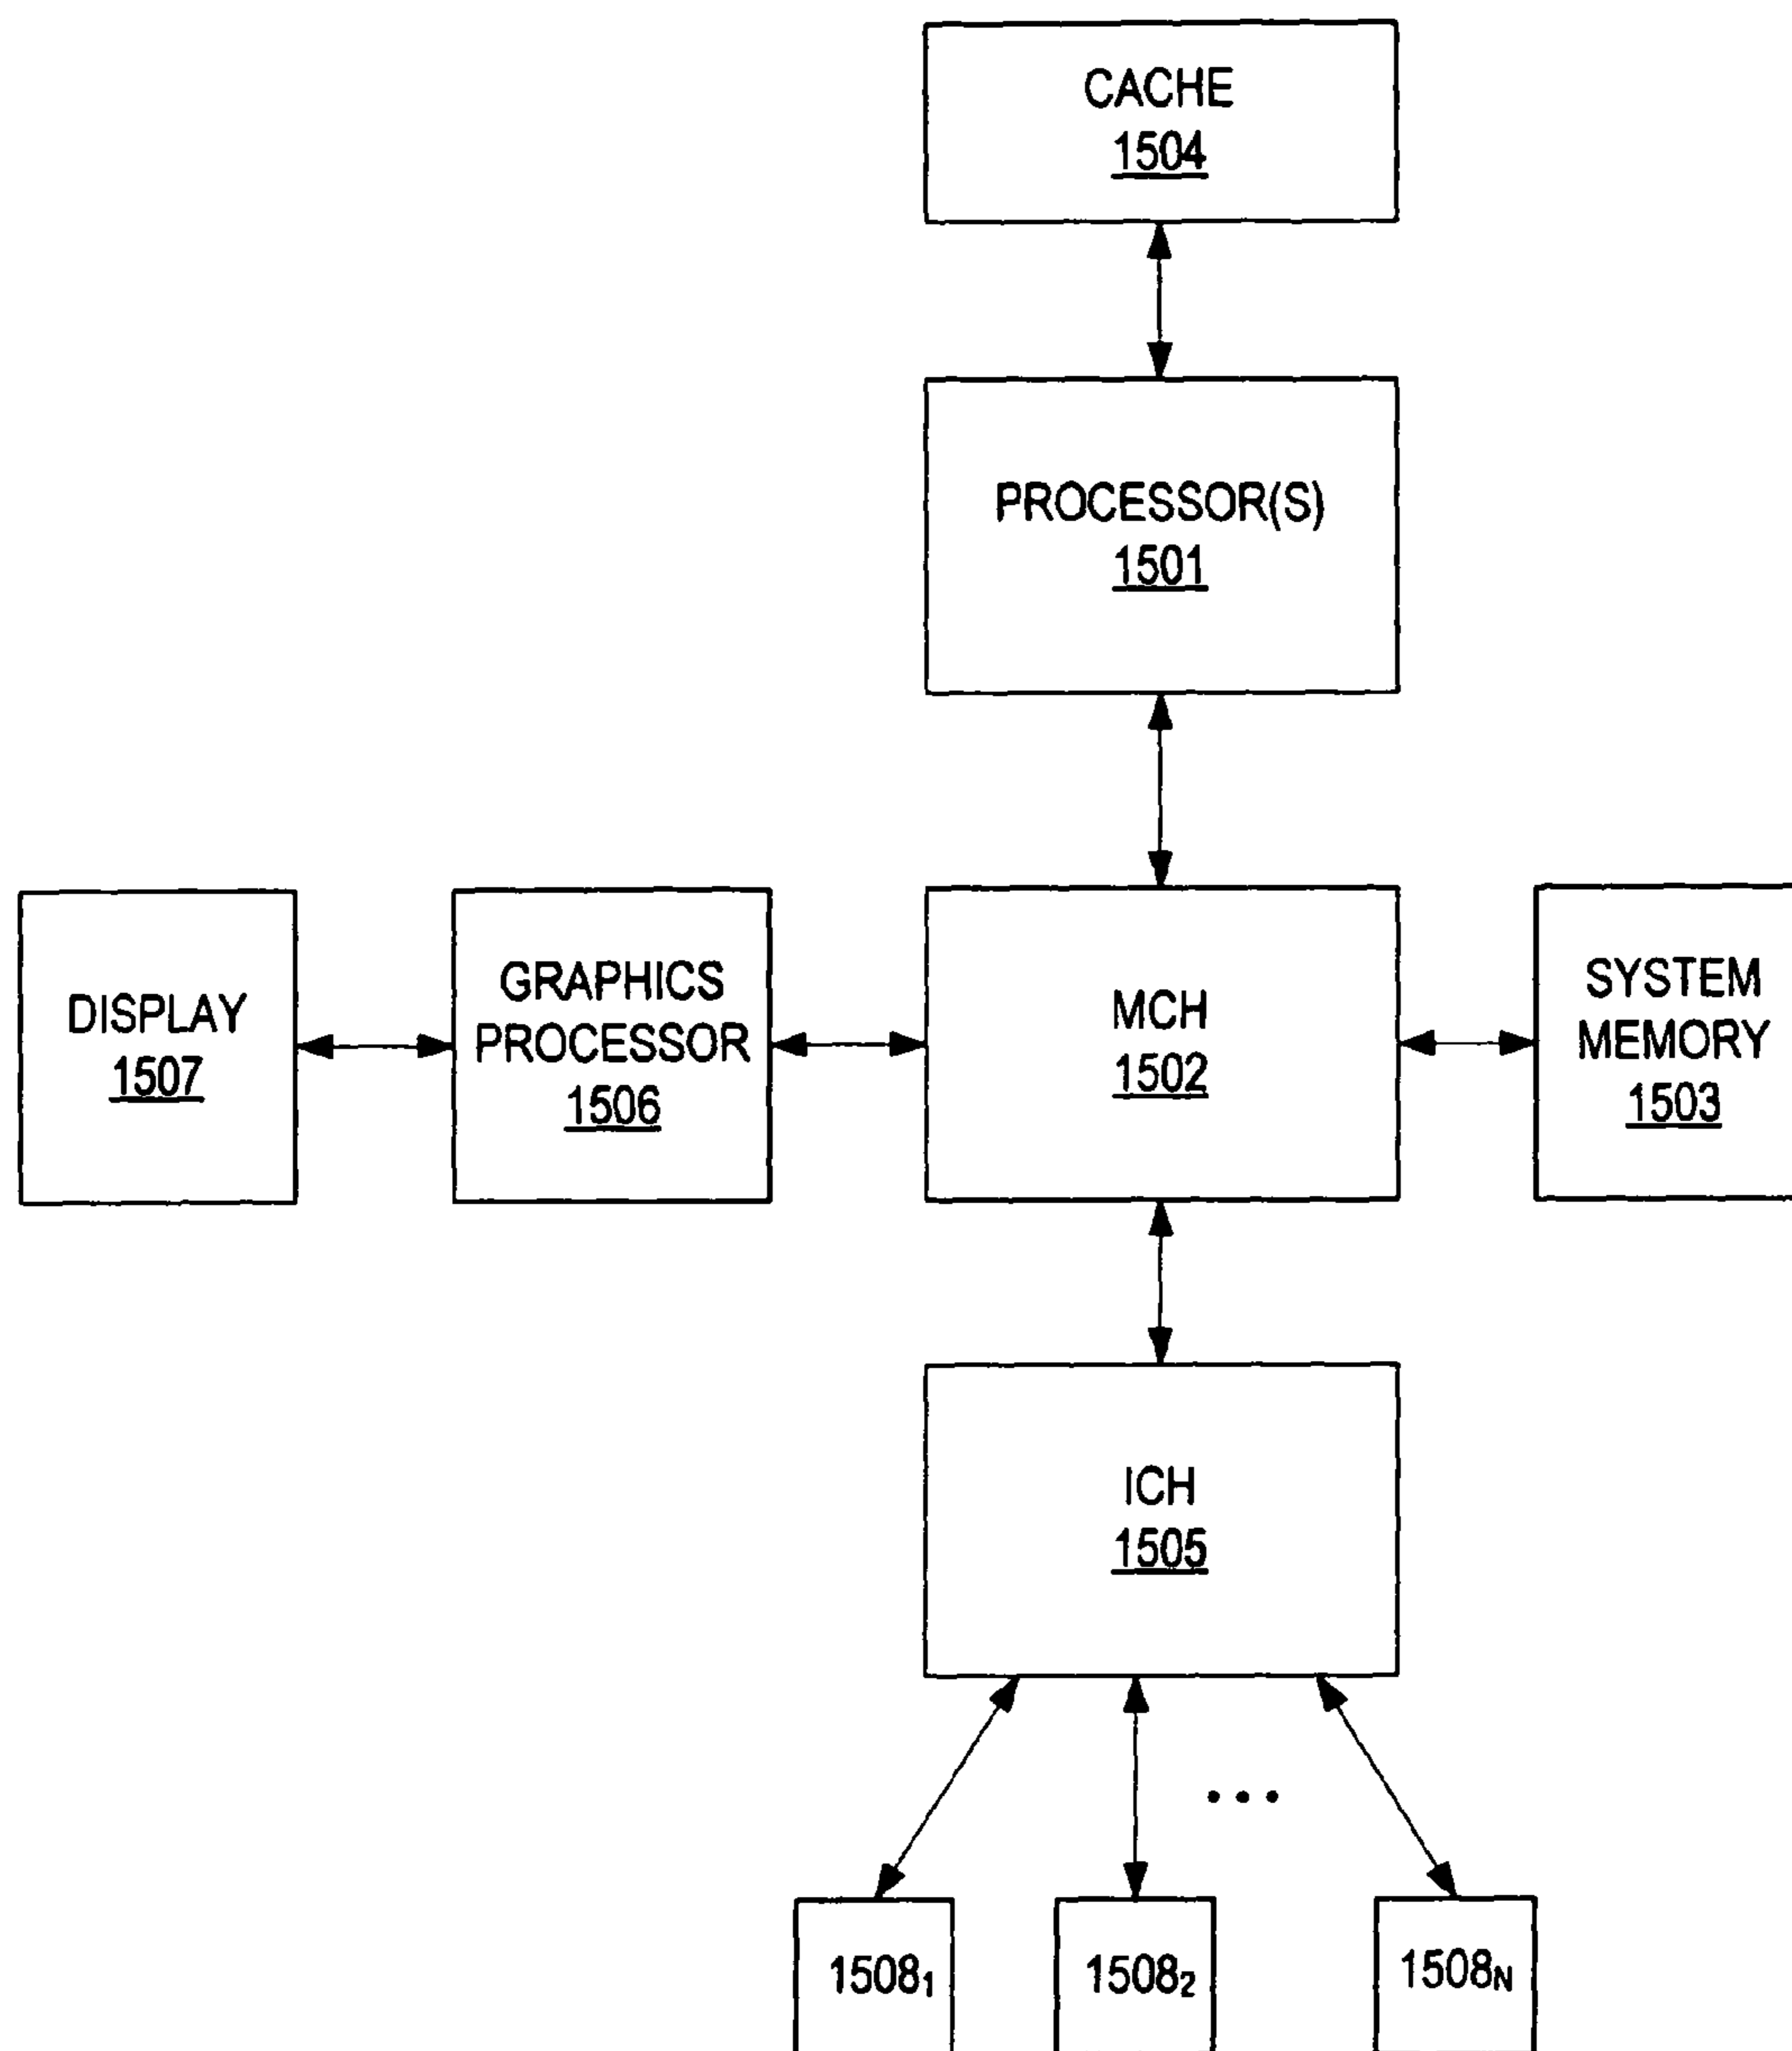 CACHE
1504
PROCESSOR(S)
1501
DISPLAY
1507
GRAPHICS
PROCESSOR
1506
MCH
1502
SYSTEM
MEMORY
1503
ICH
1505
...
1508₁
1508₂
1508N